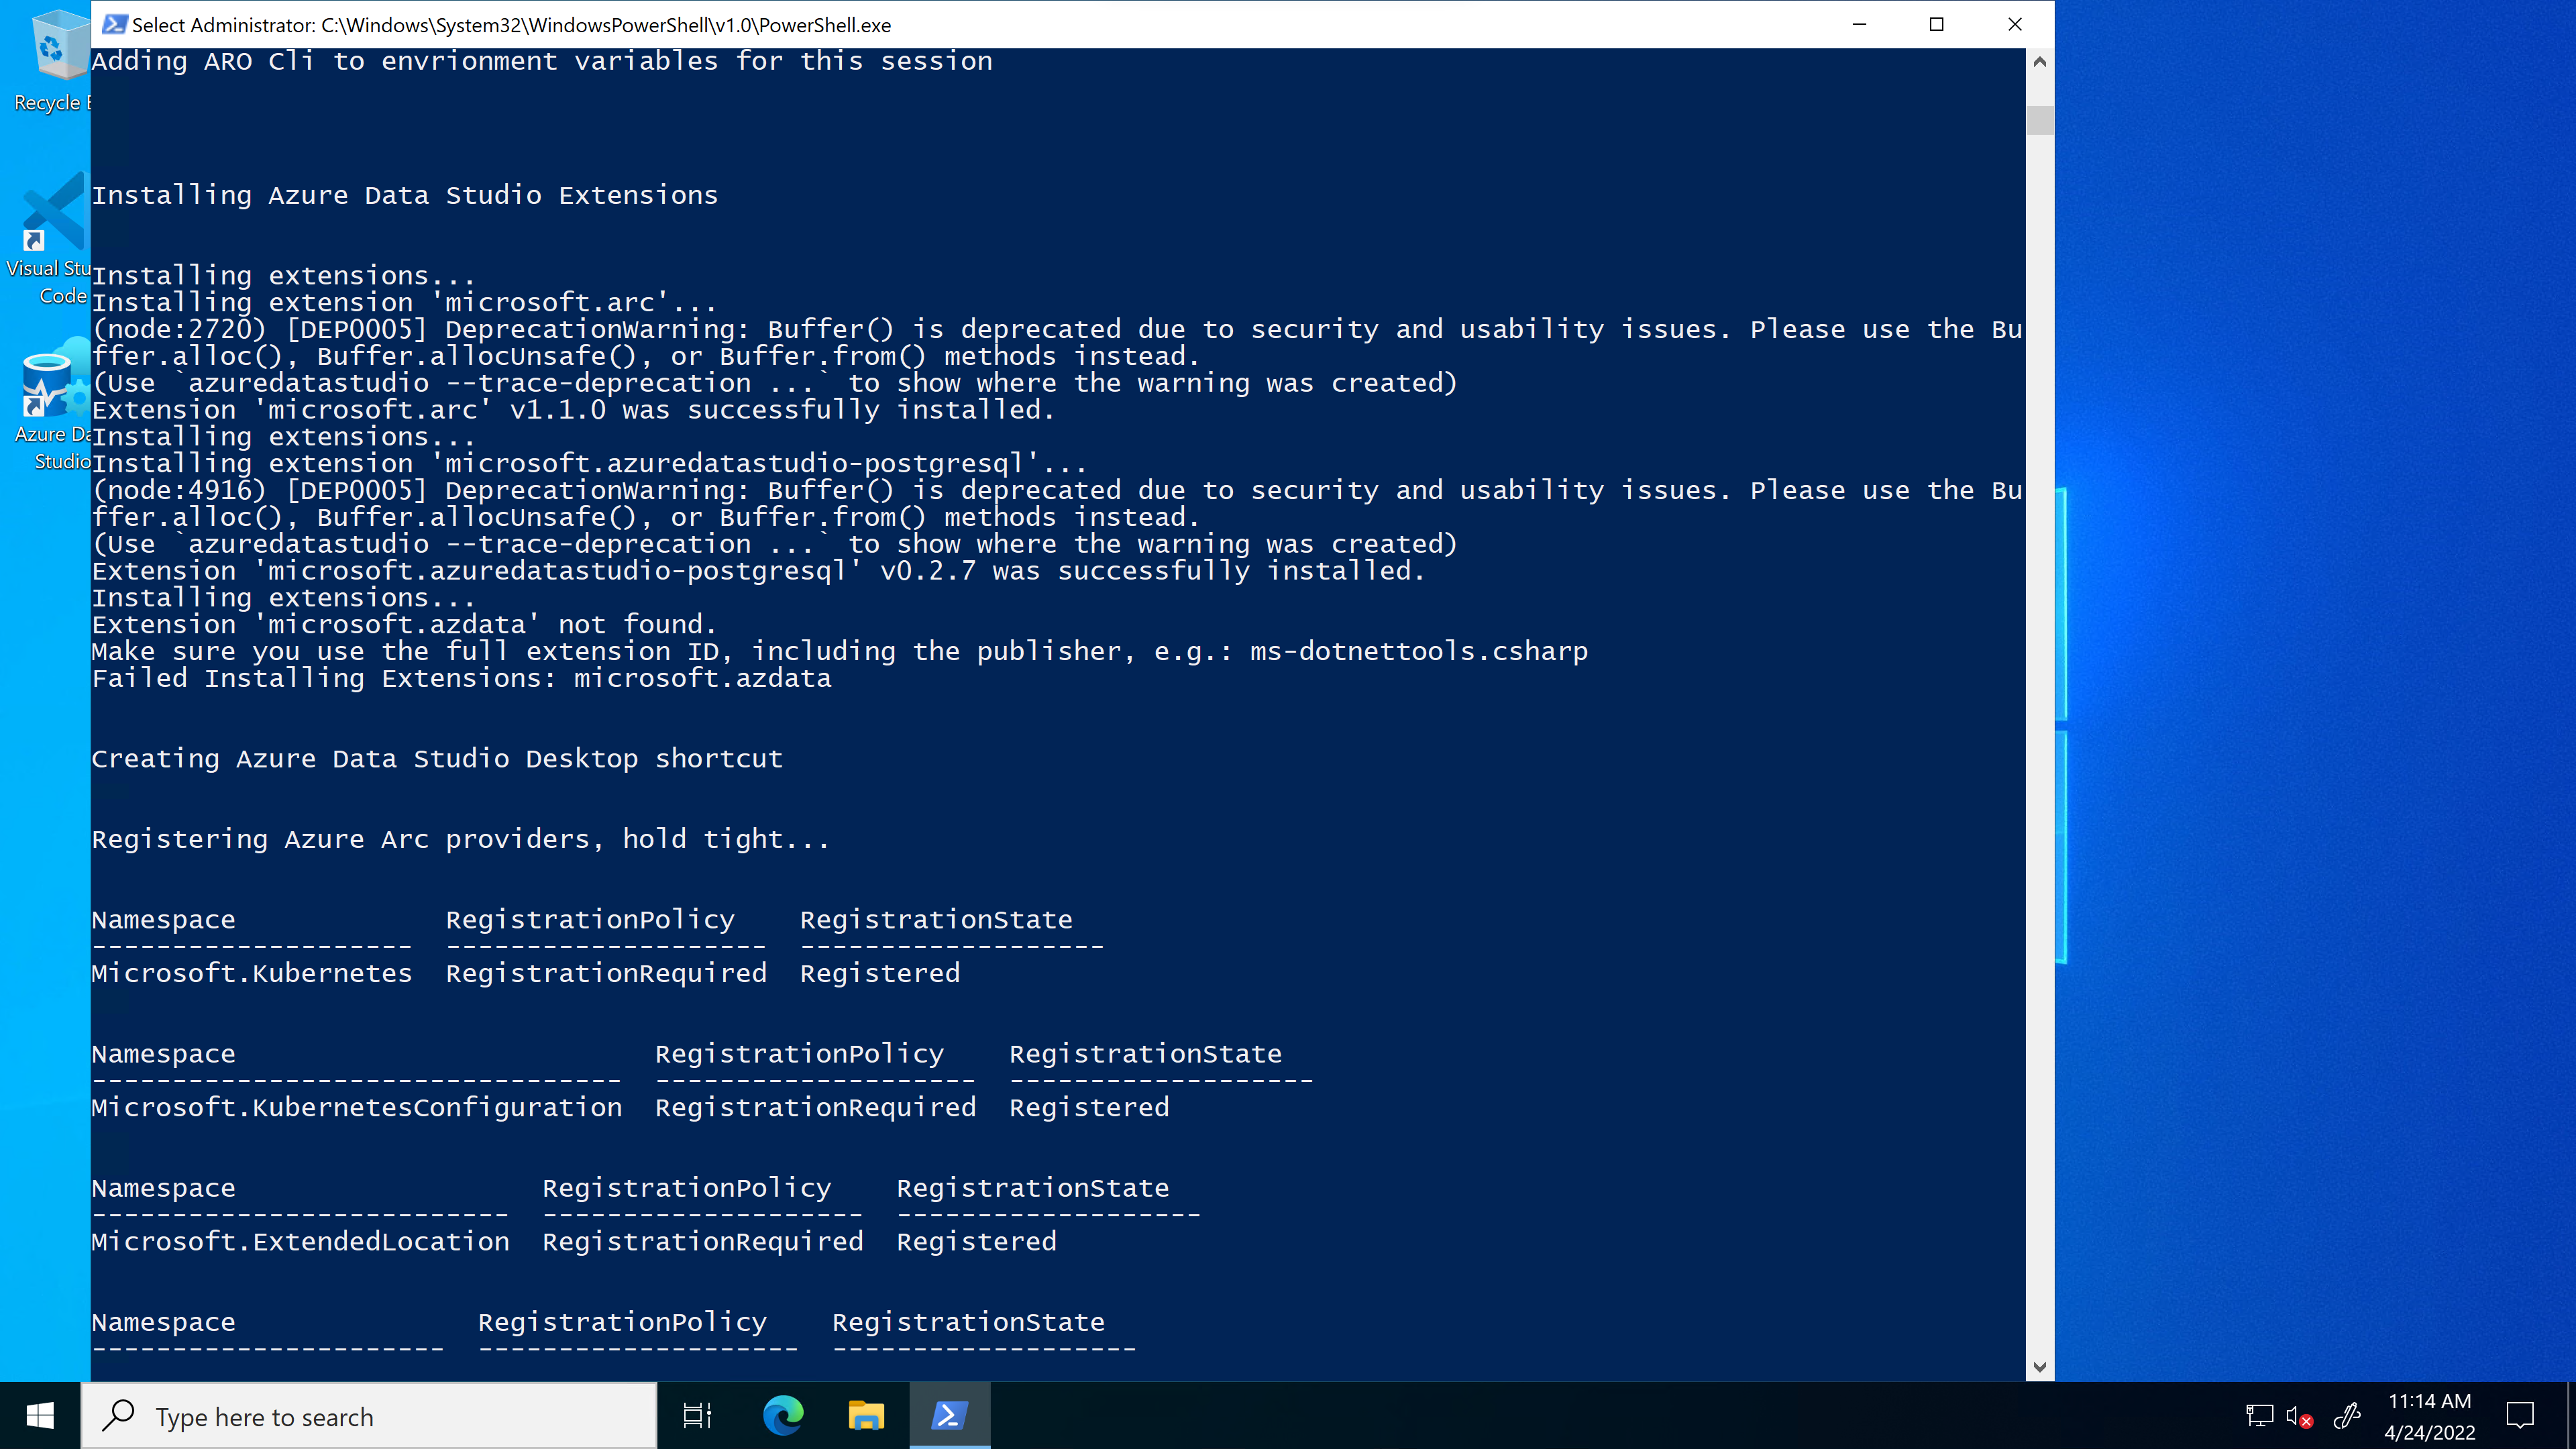 Select Administrator: C:\Windows\System32\WindowsPowerShell\v1.0\PowerShell.exe
Recycle
Visual Stu
Code
Azure Da
Studio
Adding ARO Cli to envrionment variables for this session
Installing Azure Data Studio Extensions
Installing extensions...
Installing extension 'microsoft.arc'...
(node:2720) [DEP0005] DeprecationWarning: Buffer() is deprecated due to security and usability issues. Please use the Bu
ffer.alloc(), Buffer.allocUnsafe(), or Buffer.from() methods instead.
(Use `azuredatastudio --trace-deprecation ...` to show where the warning was created)
Extension 'microsoft.arc' v1.1.0 was successfully installed.
Installing extensions...
Installing extension 'microsoft.azuredatastudio-postgresql'...
(node:4916) [DEP0005] DeprecationWarning: Buffer() is deprecated due to security and usability issues. Please use the Bu
ffer.alloc(), Buffer.allocUnsafe(), or Buffer.from() methods instead.
(Use `azuredatastudio --trace-deprecation ...` to show where the warning was created)
Extension 'microsoft.azuredatastudio-postgresql' v0.2.7 was successfully installed.
Installing extensions...
Extension 'microsoft.azdata' not found.
Make sure you use the full extension ID, including the publisher, e.g.: ms-dotnettools.csharp
Failed Installing Extensions: microsoft.azdata
Creating Azure Data Studio Desktop shortcut
Registering Azure Arc providers, hold tight...
Namespace RegistrationPolicy RegistrationState
-------------------- -------------------- -------------------
Microsoft.Kubernetes RegistrationRequired Registered
Namespace RegistrationPolicy RegistrationState
--------------------------------- -------------------- -------------------
Microsoft.KubernetesConfiguration RegistrationRequired Registered
Namespace RegistrationPolicy RegistrationState
-------------------------- -------------------- -------------------
Microsoft.ExtendedLocation RegistrationRequired Registered
Namespace RegistrationPolicy RegistrationState
---------------------- -------------------- -------------------
Type here to search
11:14 AM
4/24/2022